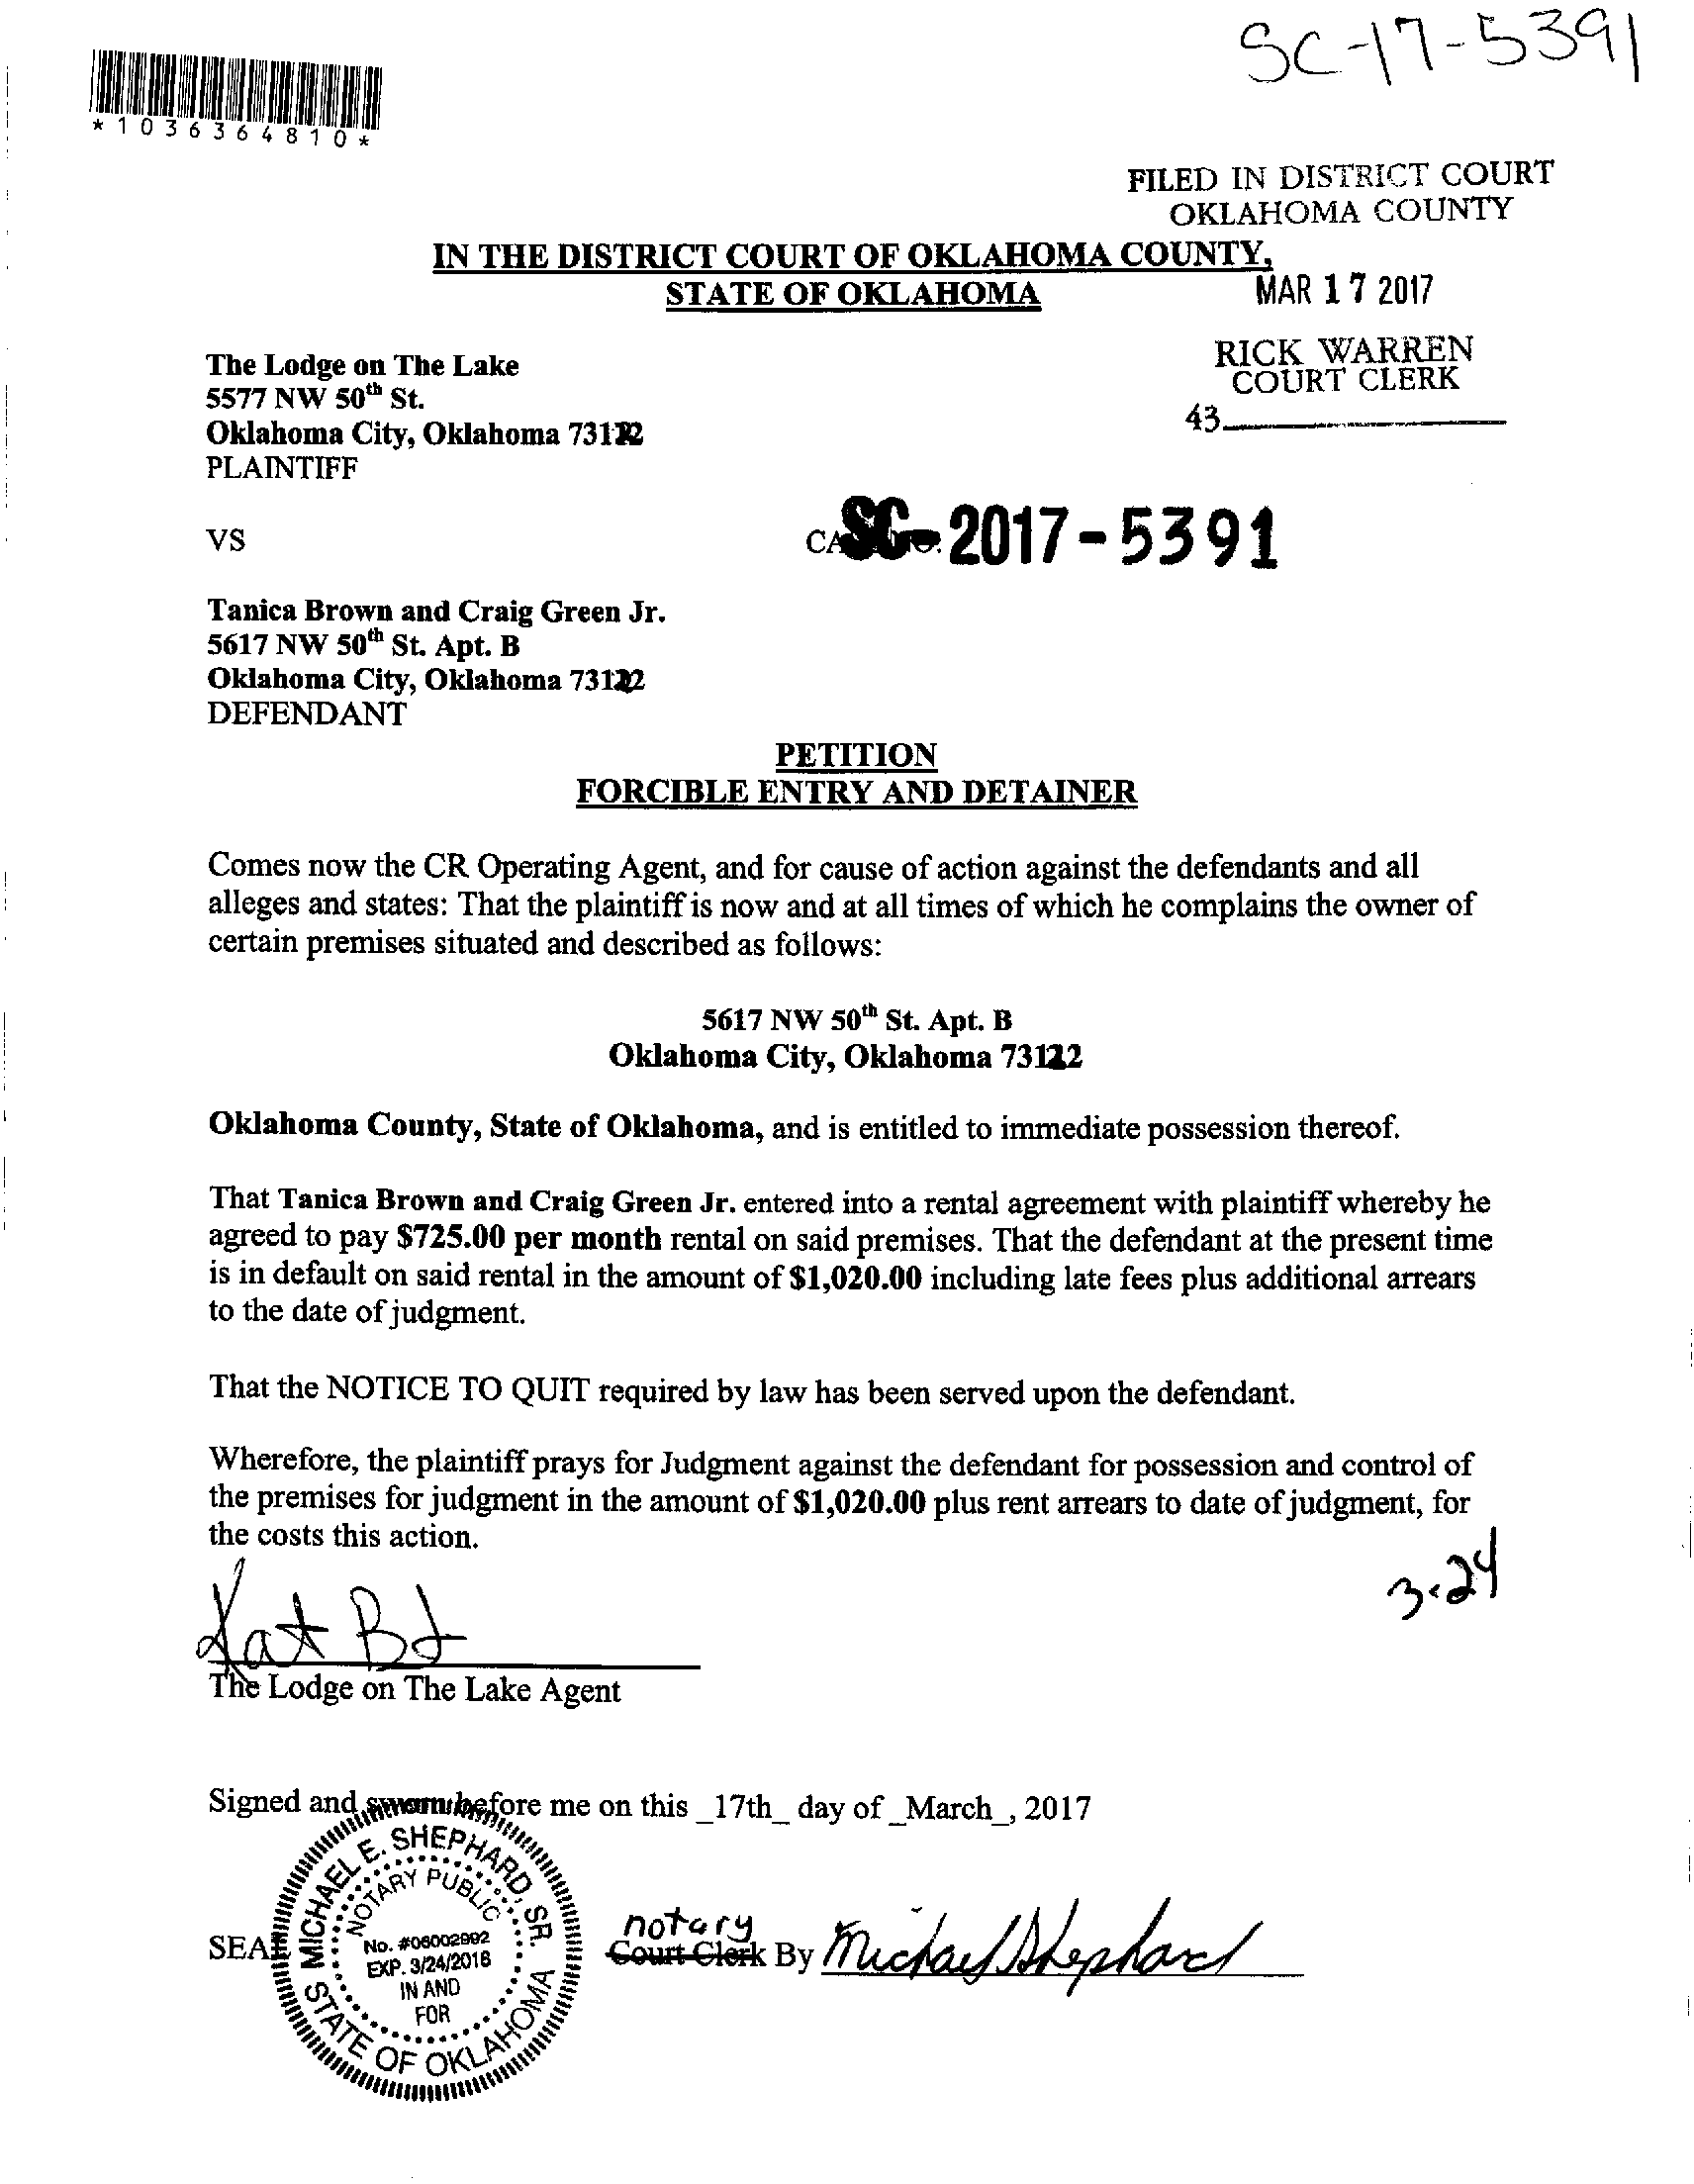 SC-17-5391
*1036364810*
FILED IN DISTRICT COURT
OKLAHOMA COUNTY
IN THE DISTRICT COURT OF OKLAHOMA COUNTY,
STATE OF OKLAHOMA
MAR 17 2017
RICK WARREN
COURT CLERK
43
The Lodge on The Lake
5577 NW 50th St.
Oklahoma City, Oklahoma 73122
PLAINTIFF
VS
SC-2017-5391
Tanica Brown and Craig Green Jr.
5617 NW 50th St. Apt. B
Oklahoma City, Oklahoma 73122
DEFENDANT
PETITION
FORCIBLE ENTRY AND DETAINER
Comes now the CR Operating Agent, and for cause of action against the defendants and all
alleges and states: That the plaintiff is now and at all times of which he complains the owner of
certain premises situated and described as follows:
5617 NW 50th St. Apt. B
Oklahoma City, Oklahoma 73122
Oklahoma County, State of Oklahoma, and is entitled to immediate possession thereof.
That Tanica Brown and Craig Green Jr. entered into a rental agreement with plaintiff whereby he
agreed to pay $725.00 per month rental on said premises. That the defendant at the present time
is in default on said rental in the amount of $1,020.00 including late fees plus additional arrears
to the date of judgment.
That the NOTICE TO QUIT required by law has been served upon the defendant.
Wherefore, the plaintiff prays for Judgment against the defendant for possession and control of
the premises for judgment in the amount of $1,020.00 plus rent arrears to date of judgment, for
the costs this action.
3.24
The Lodge on The Lake Agent
Signed and sworn before me on this _17th_ day of _March_, 2017
SEAL
MICHAEL E. SHEPHARD, SR.
NOTARY PUBLIC
No. #06002992
EXP. 3/24/2018
IN AND
FOR
STATE OF OKLAHOMA
notary
Court Clerk By Michael Shephard